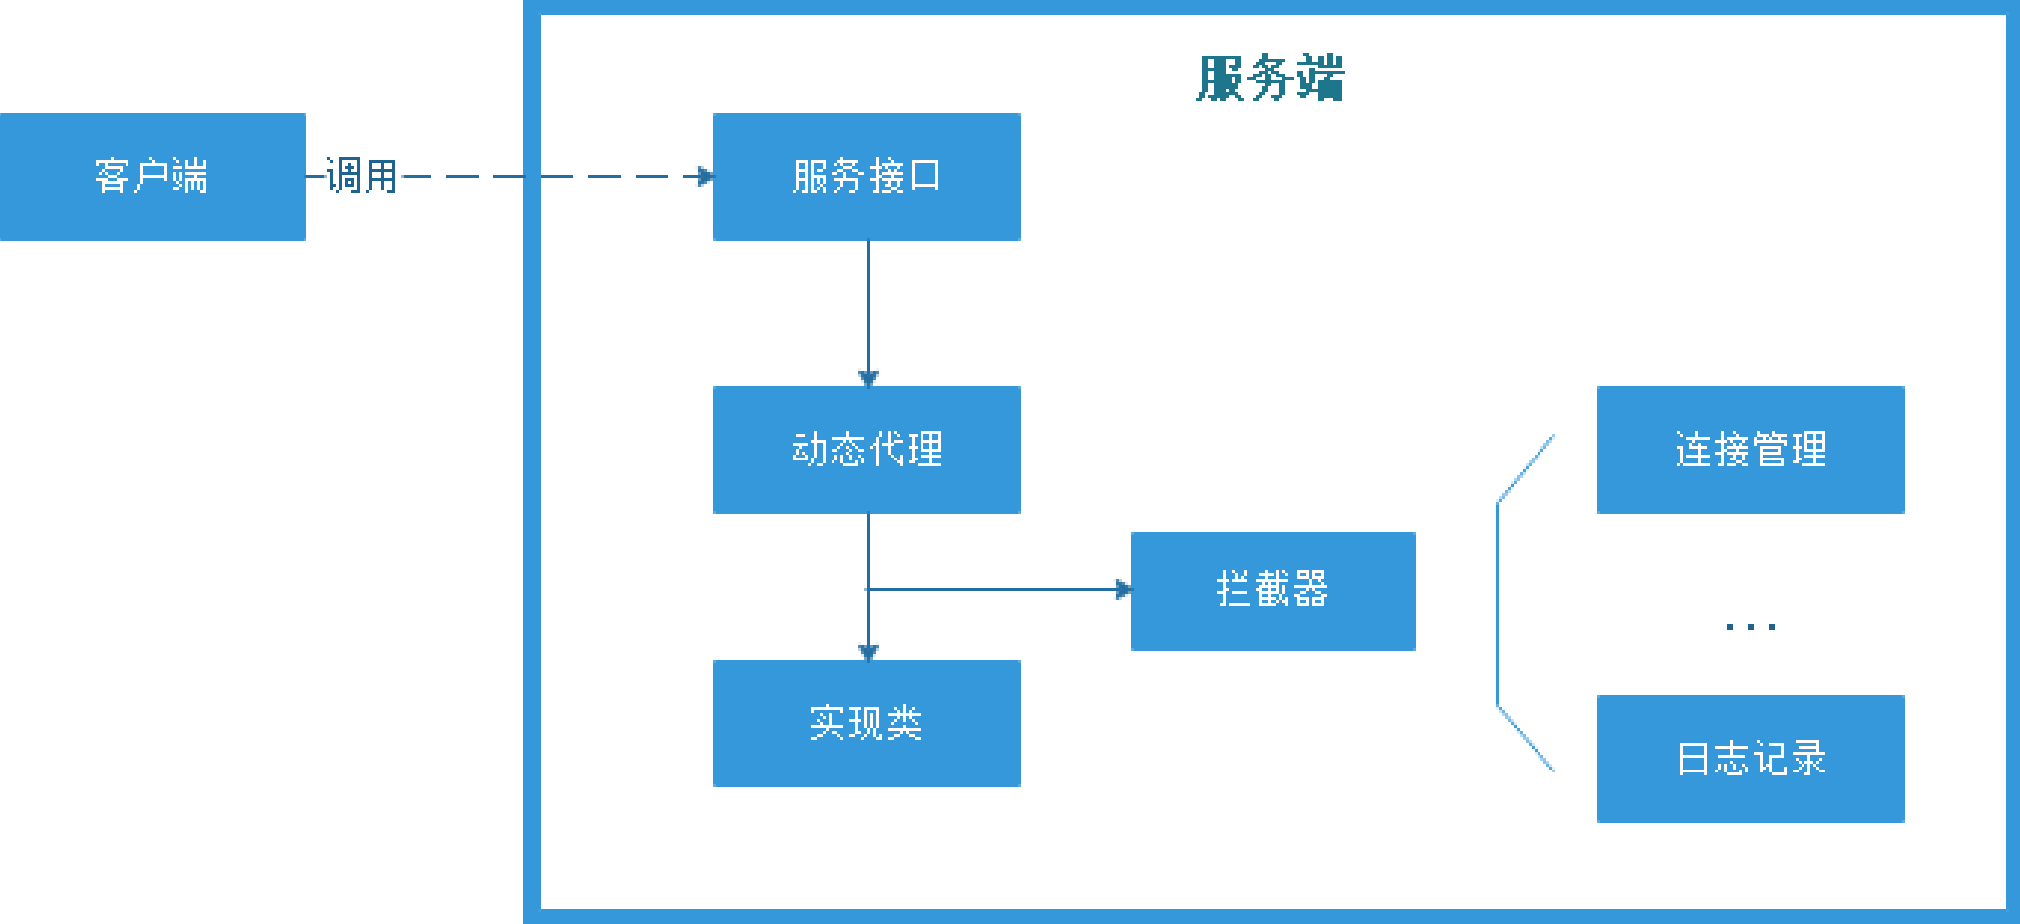 服务端
客户端
调用
服务接口
动态代理
连接管理
拦截器
...
实现类
日志记录